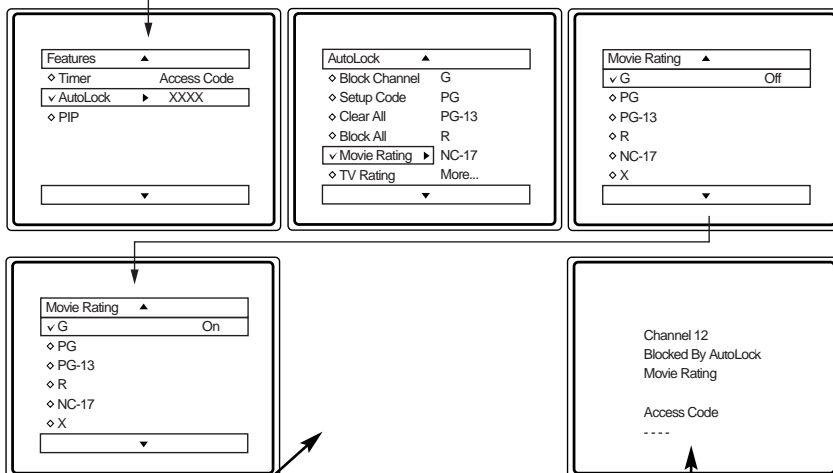 Features
Timer Access Code
AutoLock XXXX
PIP
AutoLock
Block Channel G
Setup Code PG
Clear All PG-13
Block All R
Movie Rating NC-17
TV Rating More...
Movie Rating
G Off
PG
PG-13
R
NC-17
X
Movie Rating
G On
PG
PG-13
R
NC-17
X
Channel 12
Blocked By AutoLock
Movie Rating
Access Code
- - - -